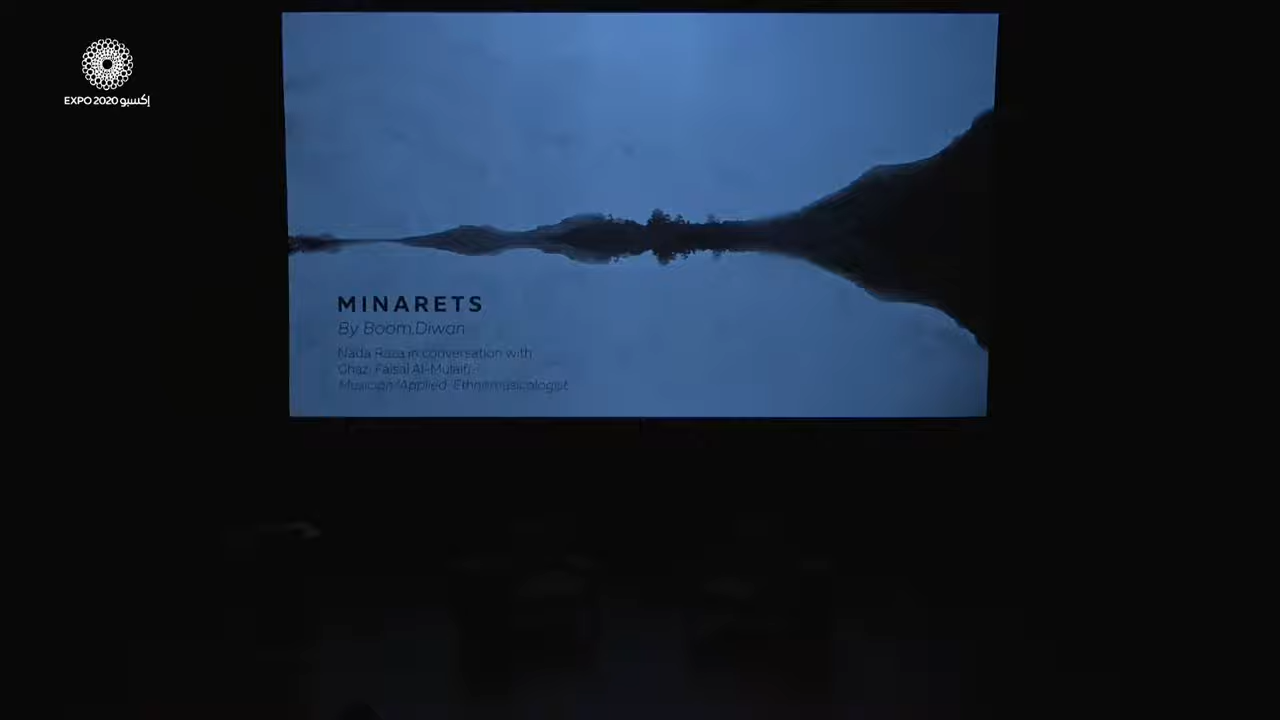 EXPO 2020 إكسبو
MINARETS
By Boom.Diwan
Nada Raza in conversation with
Ghazi Faisal Al-Mulaifi
Musician/Applied Ethnomusicologist